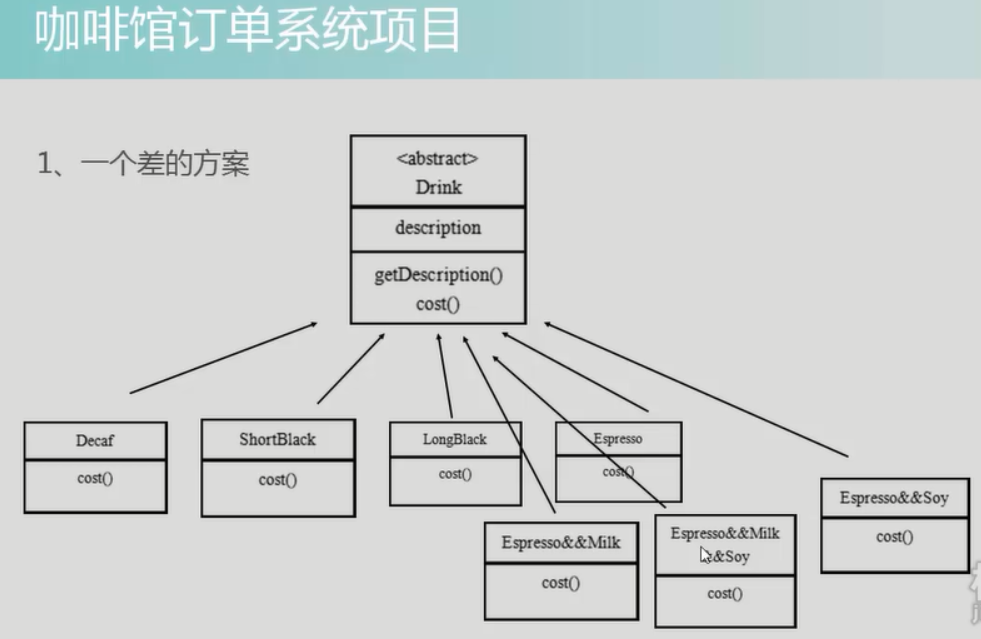 咖啡馆订单系统项目
1、一个差的方案
<abstract>
Drink
description
getDescription()
cost()
Decaf
cost()
ShortBlack
cost()
LongBlack
cost()
Espresso
cost()
Espresso&&Milk
cost()
Espresso&&Milk
&&Soy
cost()
Espresso&&Soy
cost()